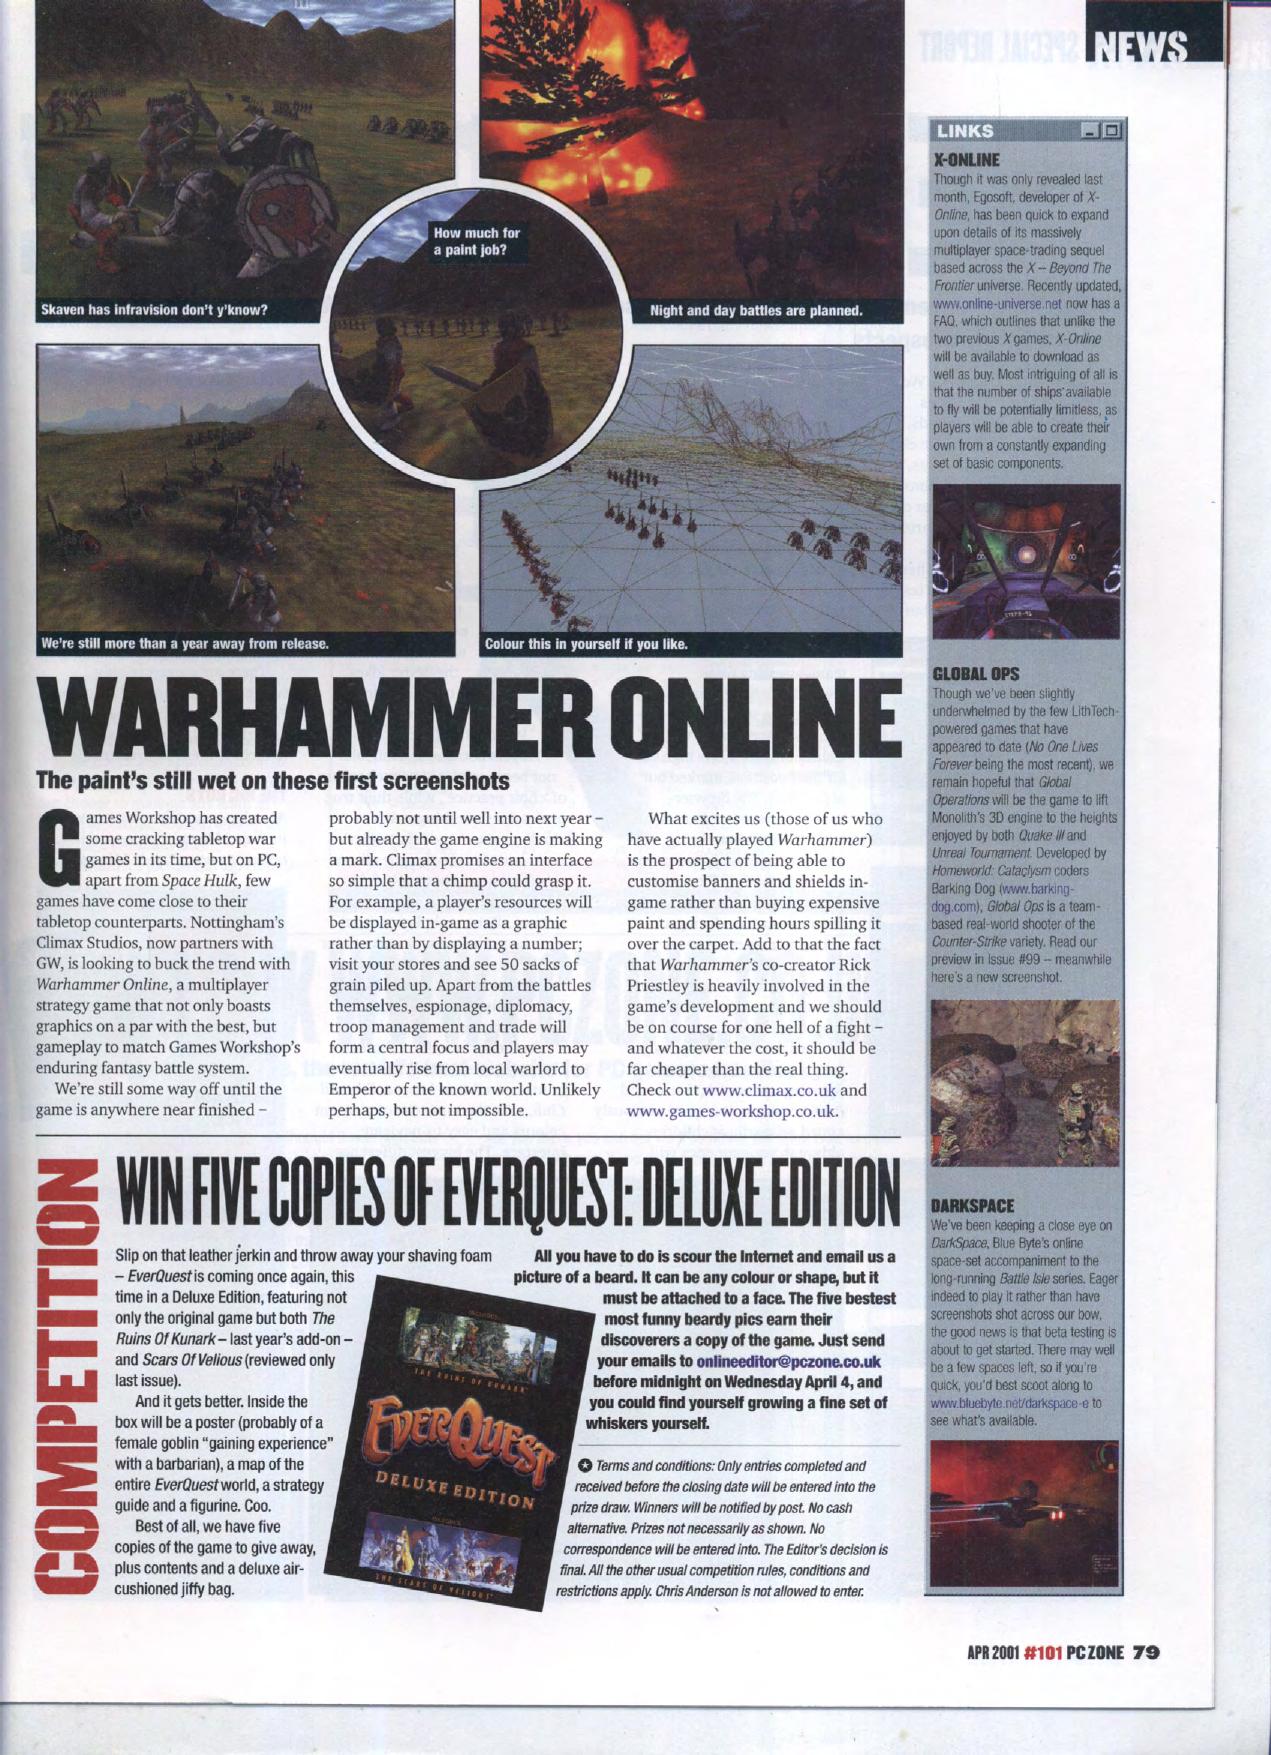 NEWS
How much for
a paint job?
Skaven has infravision don't y'know?
Night and day battles are planned.
We're still more than a year away from release.
Colour this in yourself if you like.
WARHAMMER ONLINE
The paint's still wet on these first screenshots
Games Workshop has created
some cracking tabletop war
games in its time, but on PC,
apart from Space Hulk, few
games have come close to their
tabletop counterparts. Nottingham's
Climax Studios, now partners with
GW, is looking to buck the trend with
Warhammer Online, a multiplayer
strategy game that not only boasts
graphics on a par with the best, but
gameplay to match Games Workshop's
enduring fantasy battle system.
We're still some way off until the
game is anywhere near finished –
probably not until well into next year –
but already the game engine is making
a mark. Climax promises an interface
so simple that a chimp could grasp it.
For example, a player's resources will
be displayed in-game as a graphic
rather than by displaying a number;
visit your stores and see 50 sacks of
grain piled up. Apart from the battles
themselves, espionage, diplomacy,
troop management and trade will
form a central focus and players may
eventually rise from local warlord to
Emperor of the known world. Unlikely
perhaps, but not impossible.
What excites us (those of us who
have actually played Warhammer)
is the prospect of being able to
customise banners and shields in-
game rather than buying expensive
paint and spending hours spilling it
over the carpet. Add to that the fact
that Warhammer's co-creator Rick
Priestley is heavily involved in the
game's development and we should
be on course for one hell of a fight –
and whatever the cost, it should be
far cheaper than the real thing.
Check out www.climax.co.uk and
www.games-workshop.co.uk.
COMPETITION
WIN FIVE COPIES OF EVERQUEST: DELUXE EDITION
Slip on that leather jerkin and throw away your shaving foam
– EverQuest is coming once again, this
time in a Deluxe Edition, featuring not
only the original game but both The
Ruins Of Kunark – last year's add-on –
and Scars Of Velious (reviewed only
last issue).
And it gets better. Inside the
box will be a poster (probably of a
female goblin "gaining experience"
with a barbarian), a map of the
entire EverQuest world, a strategy
guide and a figurine. Coo.
Best of all, we have five
copies of the game to give away,
plus contents and a deluxe air-
cushioned jiffy bag.
THE RUINS OF KUNARK
EVERQUEST
DELUXE EDITION
THE SCARS OF VELIOUS
All you have to do is scour the Internet and email us a
picture of a beard. It can be any colour or shape, but it
must be attached to a face. The five bestest
most funny beardy pics earn their
discoverers a copy of the game. Just send
your emails to onlineeditor@pczone.co.uk
before midnight on Wednesday April 4, and
you could find yourself growing a fine set of
whiskers yourself.
Terms and conditions: Only entries completed and
received before the closing date will be entered into the
prize draw. Winners will be notified by post. No cash
alternative. Prizes not necessarily as shown. No
correspondence will be entered into. The Editor's decision is
final. All the other usual competition rules, conditions and
restrictions apply. Chris Anderson is not allowed to enter.
LINKS
X-ONLINE
Though it was only revealed last
month, Egosoft, developer of X-
Online, has been quick to expand
upon details of its massively
multiplayer space-trading sequel
based across the X – Beyond The
Frontier universe. Recently updated,
www.online-universe.net now has a
FAQ, which outlines that unlike the
two previous X games, X-Online
will be available to download as
well as buy. Most intriguing of all is
that the number of ships available
to fly will be potentially limitless, as
players will be able to create their
own from a constantly expanding
set of basic components.
GLOBAL OPS
Though we've been slightly
underwhelmed by the few LithTech-
powered games that have
appeared to date (No One Lives
Forever being the most recent), we
remain hopeful that Global
Operations will be the game to lift
Monolith's 3D engine to the heights
enjoyed by both Quake III and
Unreal Tournament. Developed by
Homeworld: Cataclysm coders
Barking Dog (www.barking-
dog.com), Global Ops is a team-
based real-world shooter of the
Counter-Strike variety. Read our
preview in Issue #99 – meanwhile
here's a new screenshot.
DARKSPACE
We've been keeping a close eye on
DarkSpace, Blue Byte's online
space-set accompaniment to the
long-running Battle Isle series. Eager
indeed to play it rather than have
screenshots shot across our bow,
the good news is that beta testing is
about to get started. There may well
be a few spaces left, so if you're
quick, you'd best scoot along to
www.bluebyte.net/darkspace-e to
see what's available.
APR 2001 #101 PC ZONE 79